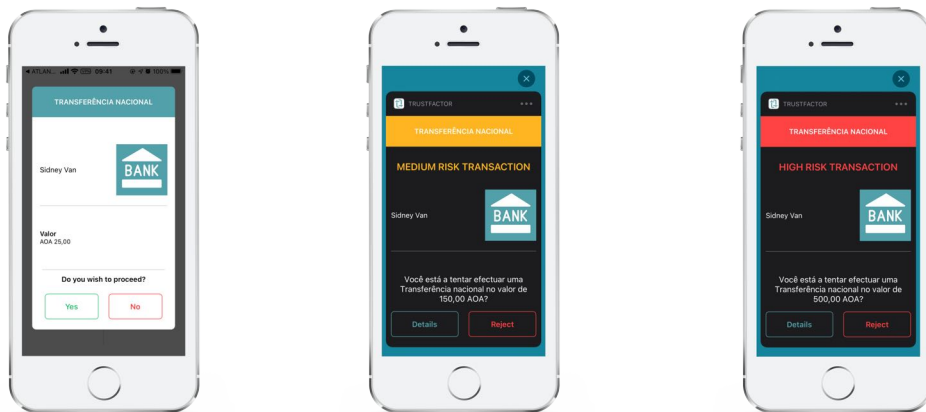 ATLAN... 09:41 100%
TRANSFERÊNCIA NACIONAL
Sidney Van
BANK
Valor
AOA 25,00
Do you wish to proceed?
Yes
No
TRUSTFACTOR
TRANSFERÊNCIA NACIONAL
MEDIUM RISK TRANSACTION
Sidney Van
BANK
Você está a tentar efectuar uma
Transferência nacional no valor de
150,00 AOA?
Details
Reject
TRUSTFACTOR
TRANSFERÊNCIA NACIONAL
HIGH RISK TRANSACTION
Sidney Van
BANK
Você está a tentar efectuar uma
Transferência nacional no valor de
500,00 AOA?
Details
Reject